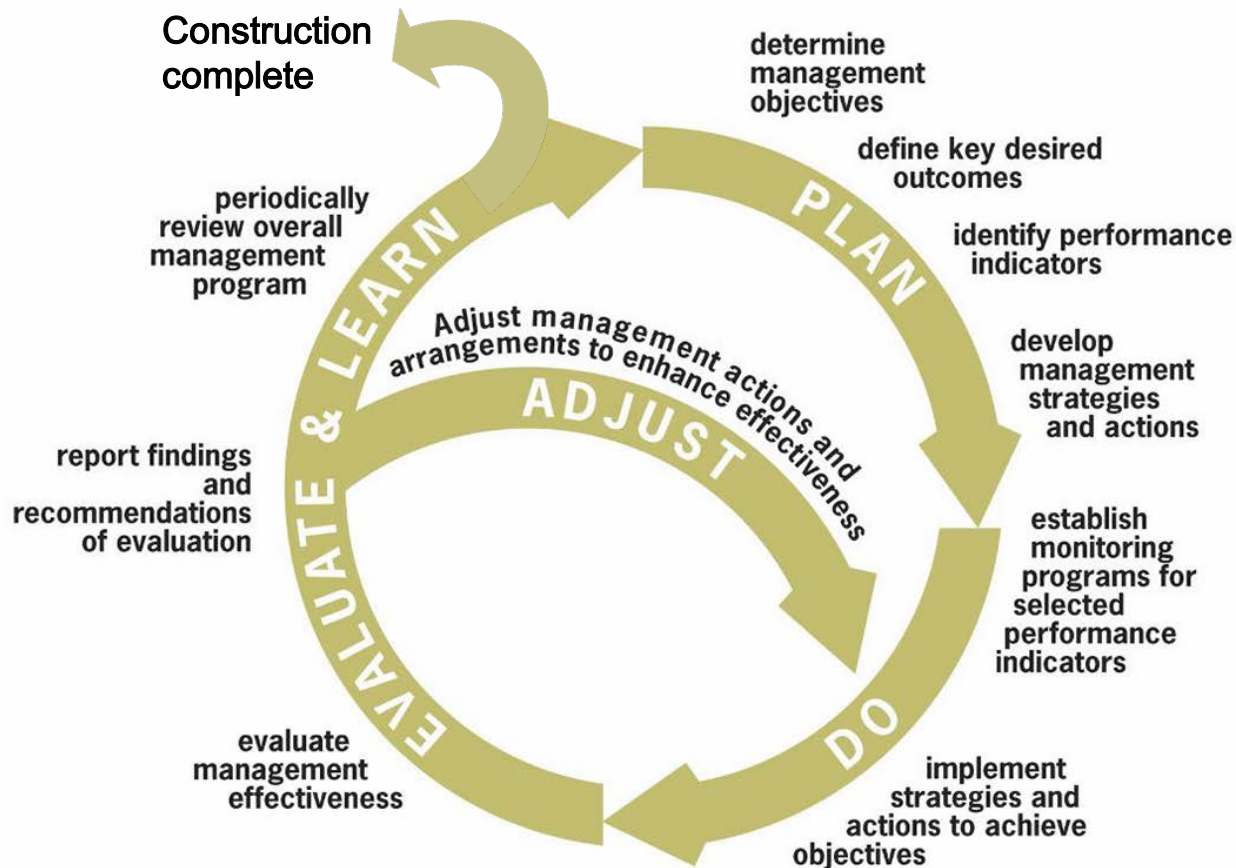 Construction
complete
determine
management
objectives
define key desired
outcomes
PLAN
identify performance
indicators
develop
management
strategies
and actions
establish
monitoring
programs for
selected
performance
indicators
DO
implement
strategies and
actions to achieve
objectives
evaluate
management
effectiveness
EVALUATE & LEARN
report findings
and
recommendations
of evaluation
periodically
review overall
management
program
Adjust management actions and
arrangements to enhance effectiveness
ADJUST